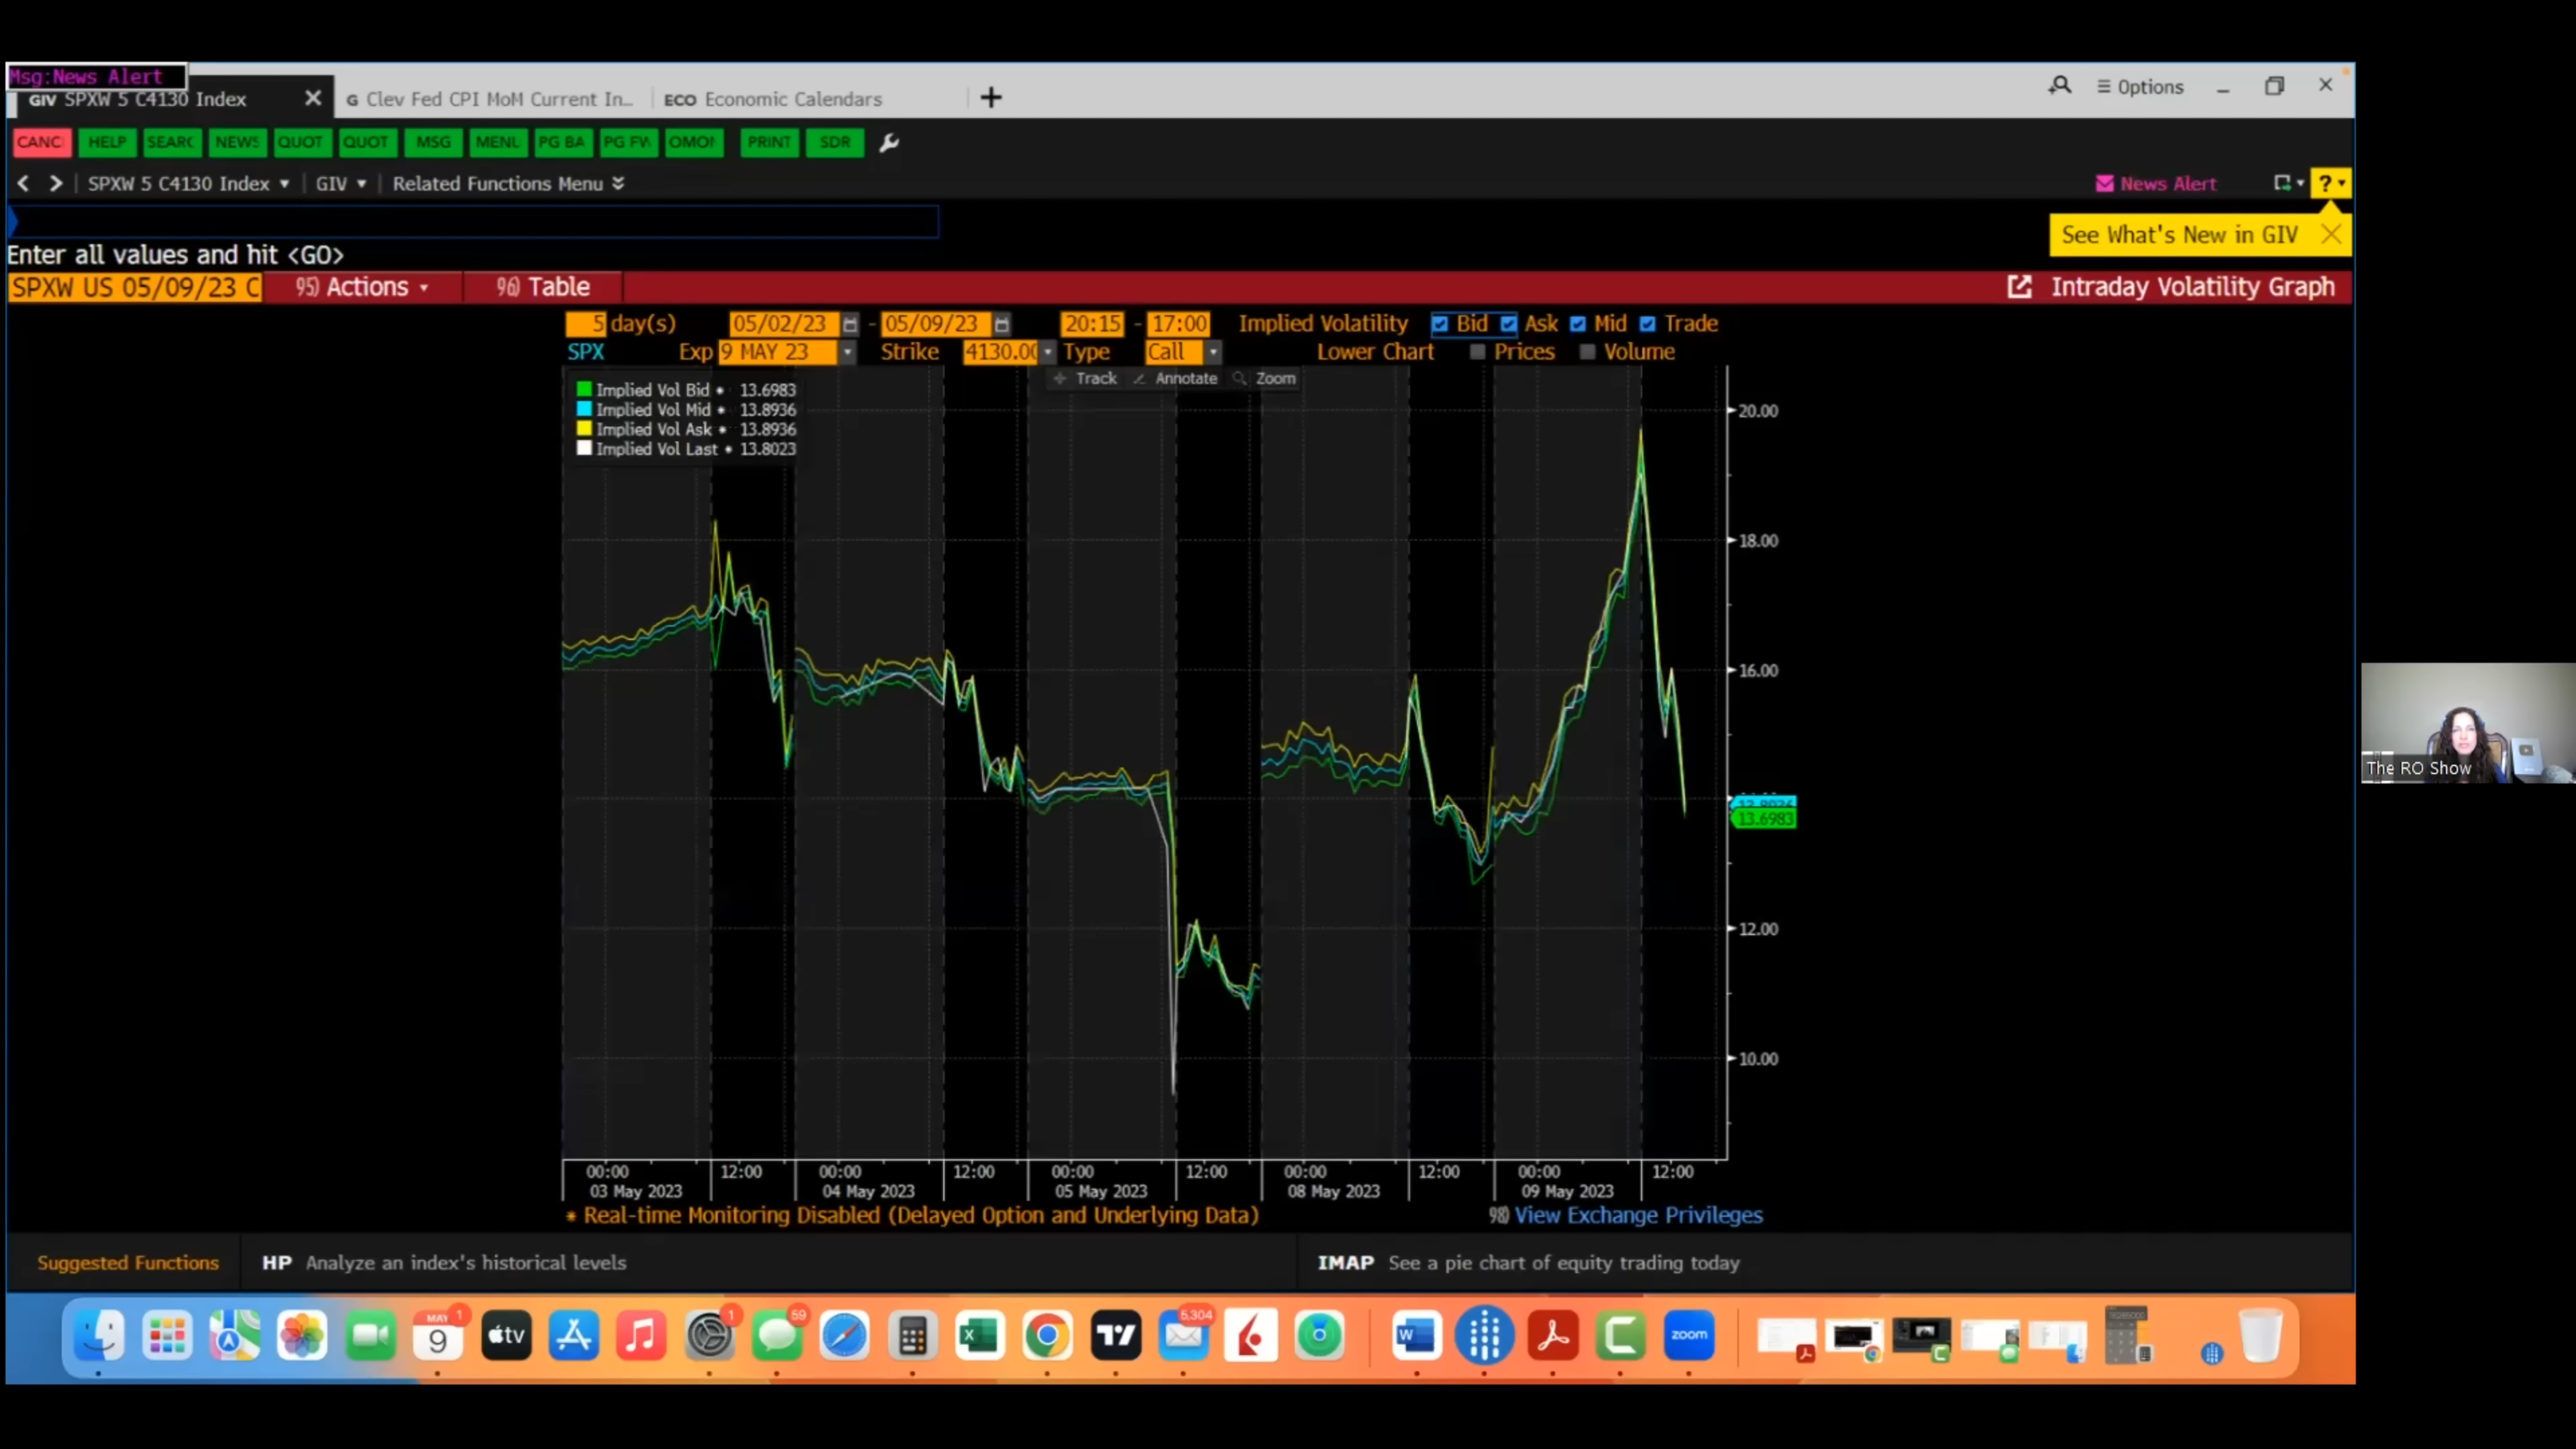 Msg:News Alert
GIV SPXW 5 C4130 Index
G Clev Fed CPI MoM Current In...
ECO Economic Calendars
Options
CANC HELP SEARC NEWS QUOT QUOT MSG MENU PG BA PG FW OMON PRINT SDR
SPXW 5 C4130 Index GIV Related Functions Menu
News Alert
?
See What's New in GIV
Enter all values and hit <GO>
SPXW US 05/09/23 C 95) Actions 96) Table Intraday Volatility Graph
5 day(s) 05/02/23 - 05/09/23 20:15 - 17:00 Implied Volatility Bid Ask Mid Trade
SPX Exp 9 MAY 23 Strike 4130.00 Type Call Lower Chart Prices Volume
Track Annotate Zoom
Implied Vol Bid 13.6983
Implied Vol Mid 13.8936
Implied Vol Ask 13.8936
Implied Vol Last 13.8023
20.00
18.00
16.00
13.6983
12.00
10.00
00:00 12:00 00:00 12:00 00:00 12:00 00:00 12:00 00:00 12:00
03 May 2023 04 May 2023 05 May 2023 08 May 2023 09 May 2023
* Real-time Monitoring Disabled (Delayed Option and Underlying Data)
98) View Exchange Privileges
The RO Show
Suggested Functions HP Analyze an index's historical levels IMAP See a pie chart of equity trading today
MAY
9
1
tv
1
59
5,304
W
zoom